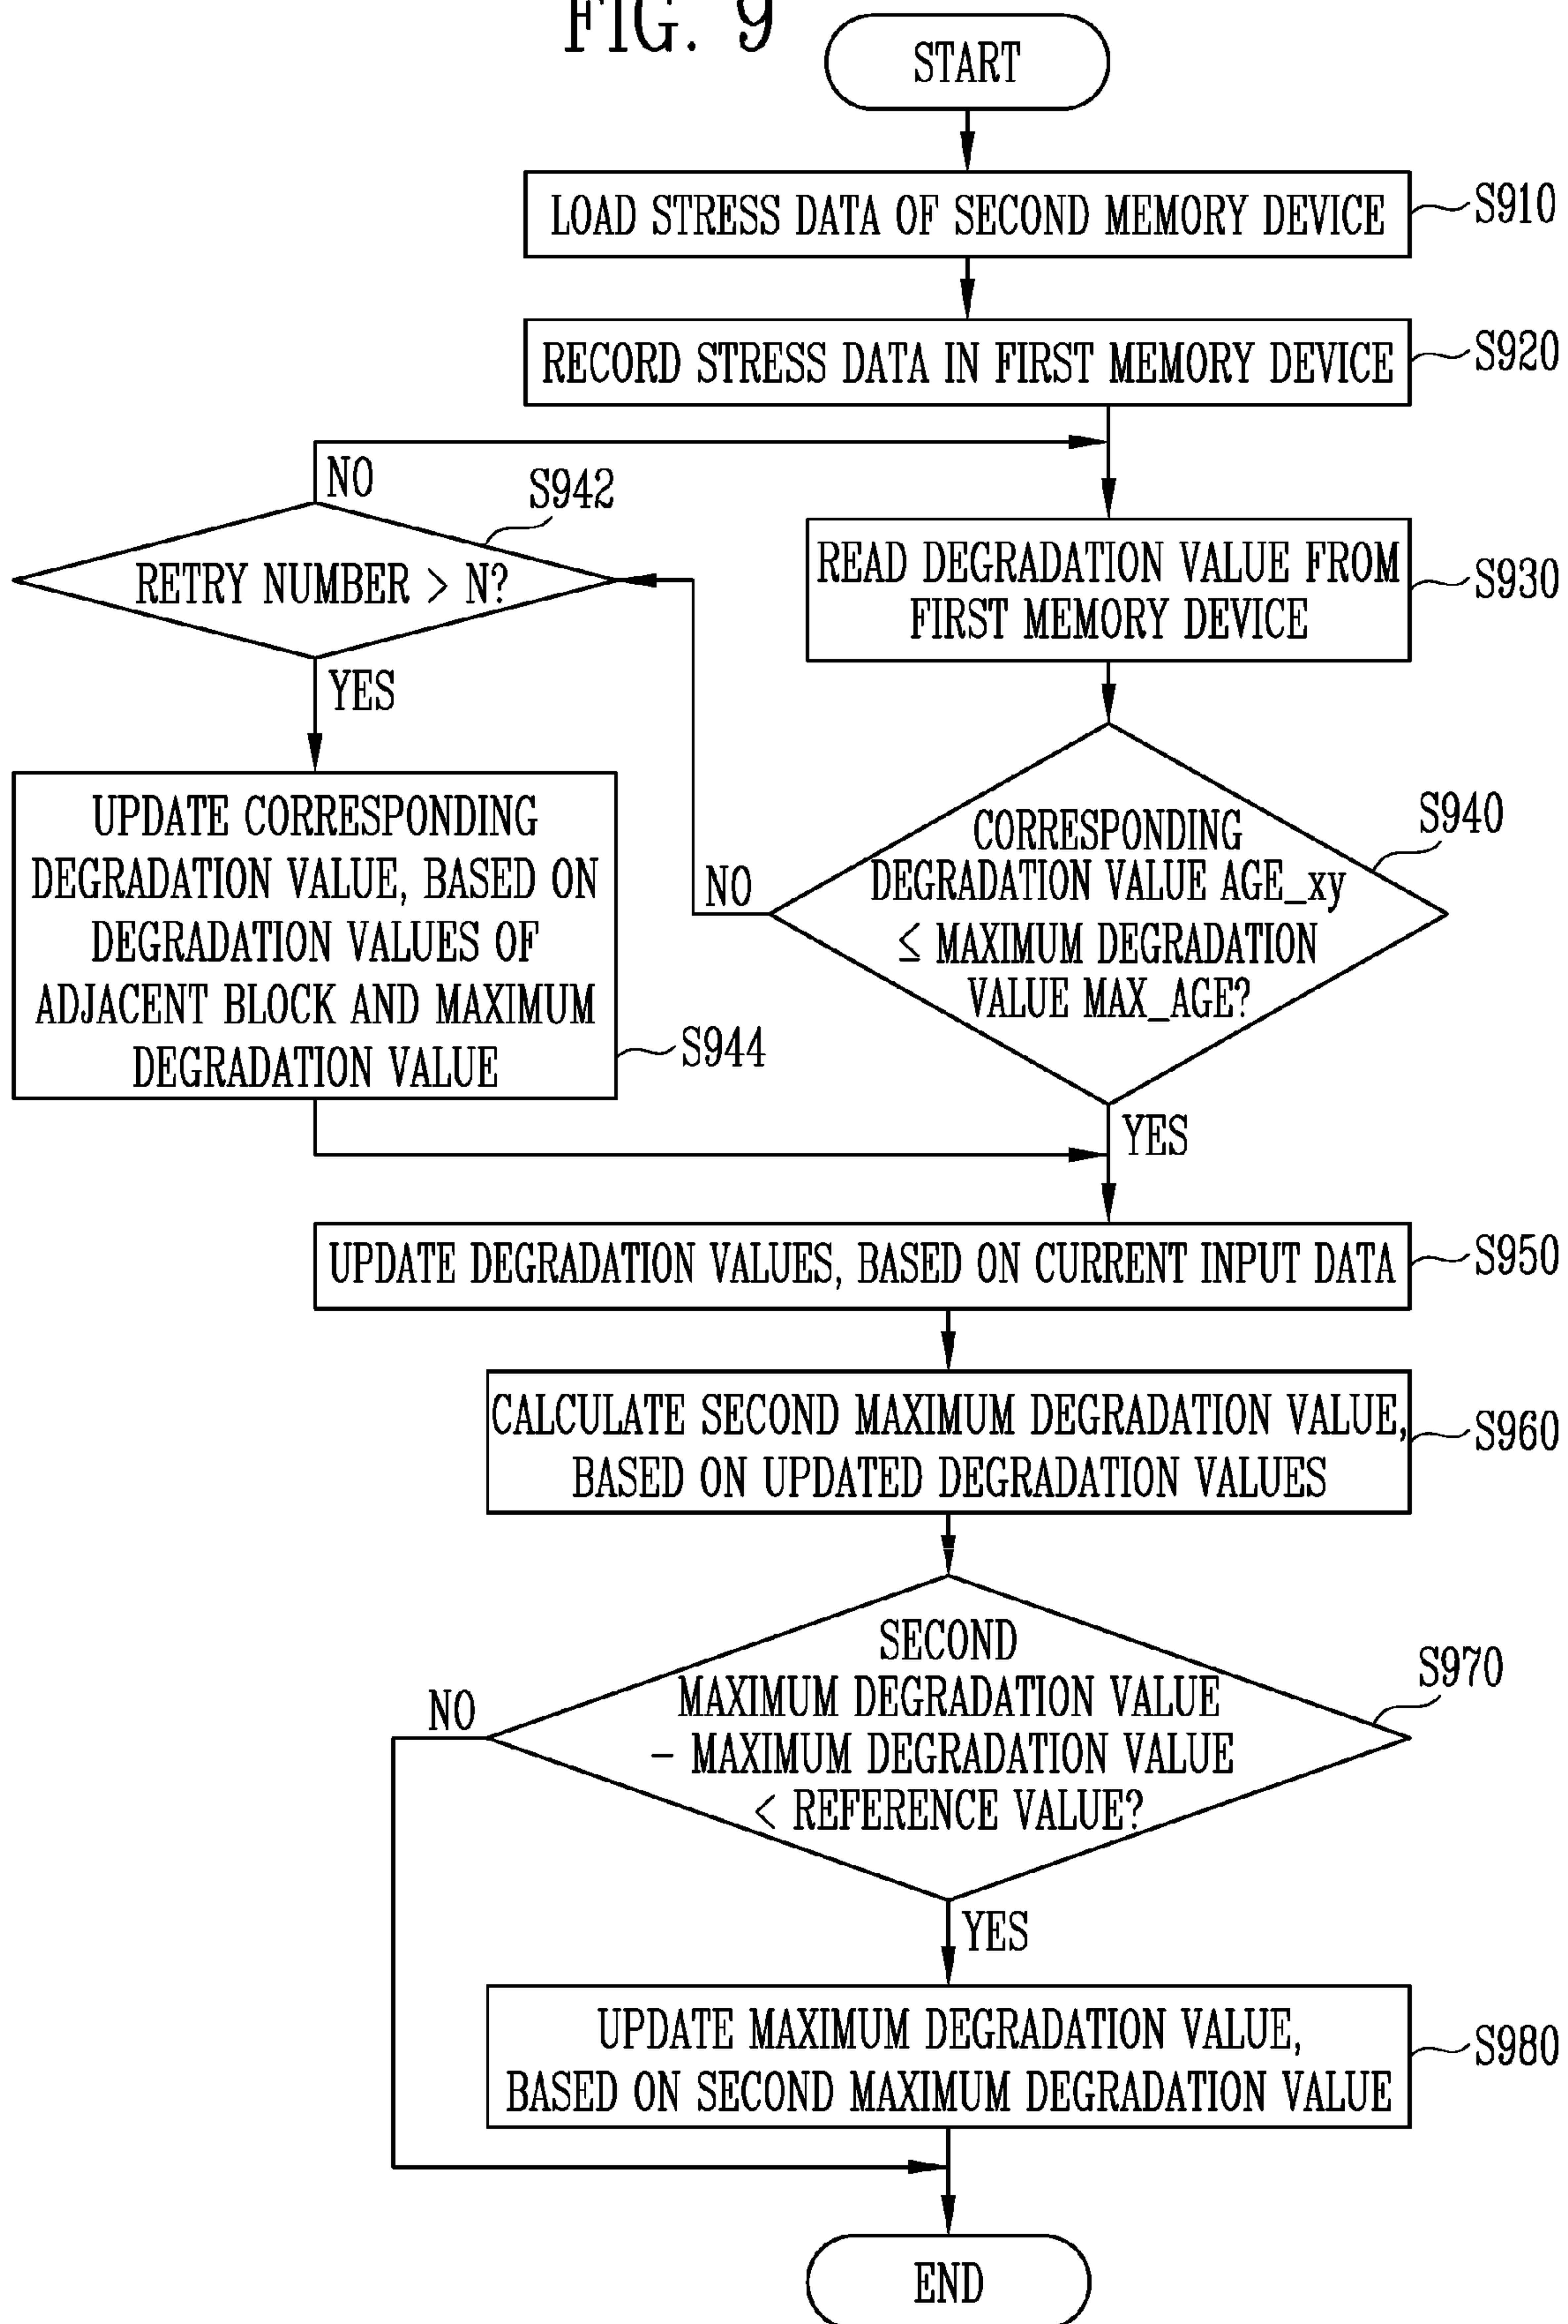 FIG. 9
START
LOAD STRESS DATA OF SECOND MEMORY DEVICE
S910
RECORD STRESS DATA IN FIRST MEMORY DEVICE
S920
NO
S942
RETRY NUMBER > N?
YES
READ DEGRADATION VALUE FROM
FIRST MEMORY DEVICE
S930
UPDATE CORRESPONDING
DEGRADATION VALUE, BASED ON
DEGRADATION VALUES OF
ADJACENT BLOCK AND MAXIMUM
DEGRADATION VALUE
S944
NO
CORRESPONDING
DEGRADATION VALUE AGE_xy
≤ MAXIMUM DEGRADATION
VALUE MAX_AGE?
S940
YES
UPDATE DEGRADATION VALUES, BASED ON CURRENT INPUT DATA
S950
CALCULATE SECOND MAXIMUM DEGRADATION VALUE,
BASED ON UPDATED DEGRADATION VALUES
S960
SECOND
MAXIMUM DEGRADATION VALUE
− MAXIMUM DEGRADATION VALUE
< REFERENCE VALUE?
S970
NO
YES
UPDATE MAXIMUM DEGRADATION VALUE,
BASED ON SECOND MAXIMUM DEGRADATION VALUE
S980
END